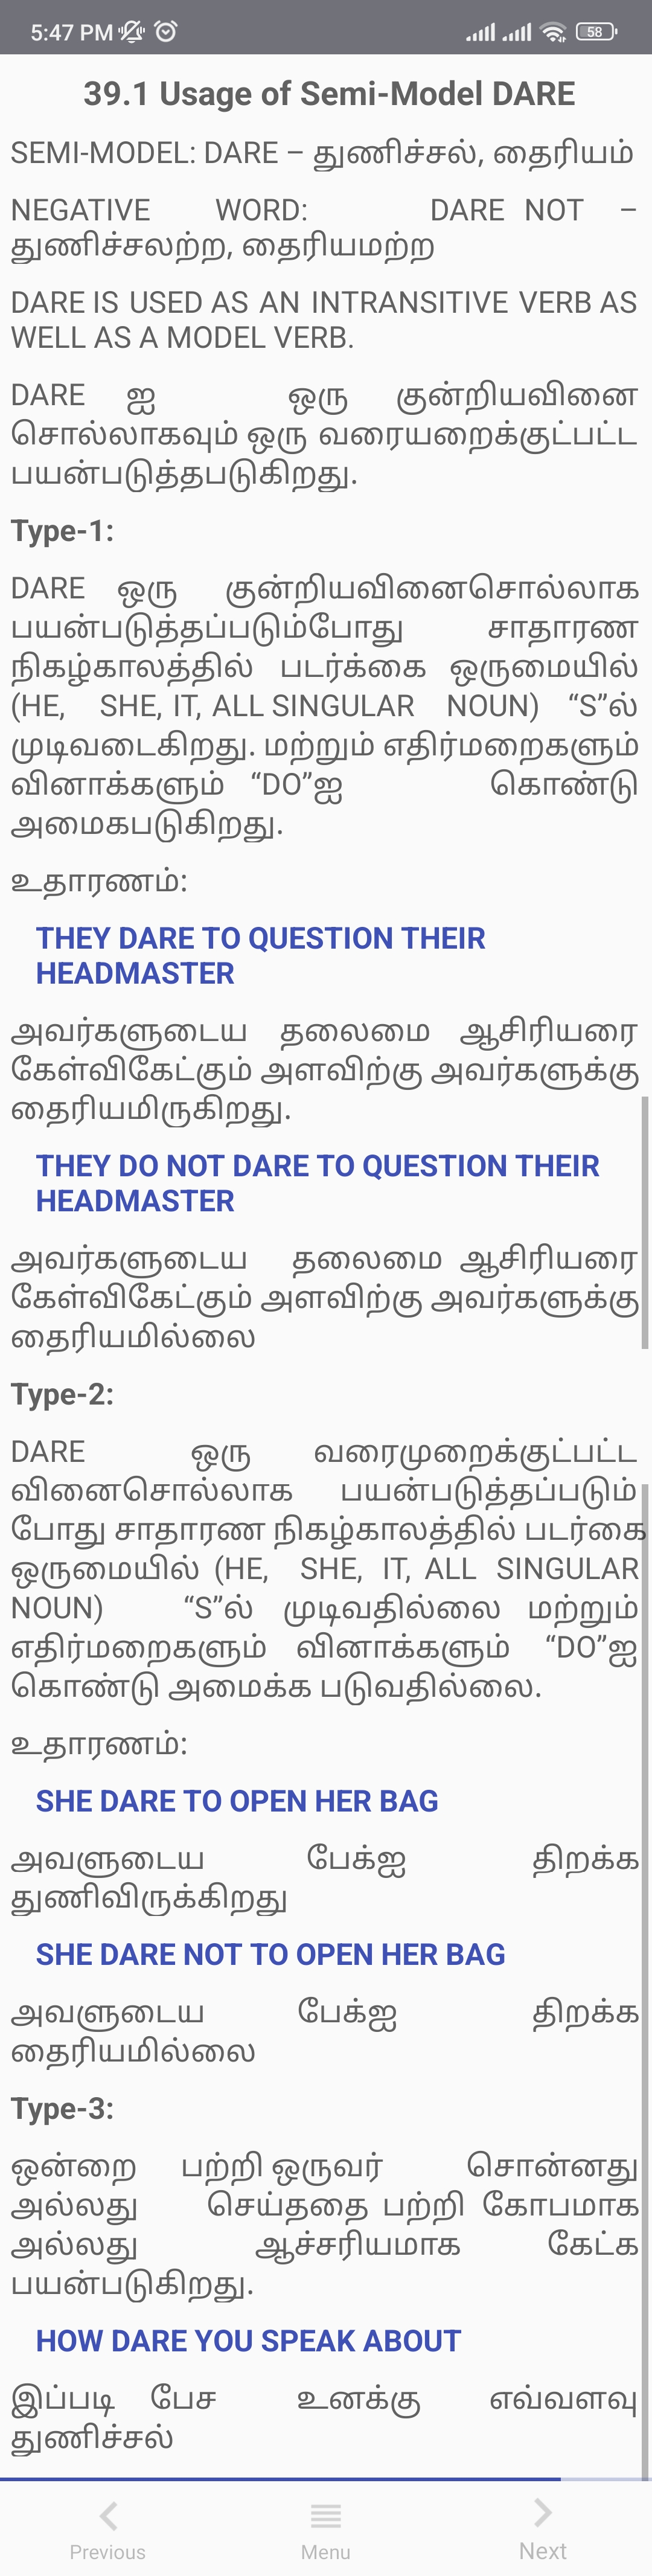 5:47 PM
58
39.1 Usage of Semi-Model DARE
SEMI-MODEL: DARE – துணிச்சல், தைரியம்
NEGATIVE WORD: DARE NOT –
துணிச்சலற்ற, தைரியமற்ற
DARE IS USED AS AN INTRANSITIVE VERB AS
WELL AS A MODEL VERB.
DARE ஐ ஒரு குன்றியவினை
சொல்லாகவும் ஒரு வரையறைக்குட்பட்ட
பயன்படுத்தபடுகிறது.
Type-1:
DARE ஒரு குன்றியவினைசொல்லாக
பயன்படுத்தப்படும்போது சாதாரண
நிகழ்காலத்தில் படர்க்கை ஒருமையில்
(HE, SHE, IT, ALL SINGULAR NOUN) “S”ல்
முடிவடைகிறது. மற்றும் எதிர்மறைகளும்
வினாக்களும் “DO”ஐ கொண்டு
அமைகபடுகிறது.
உதாரணம்:
THEY DARE TO QUESTION THEIR
HEADMASTER
அவர்களுடைய தலைமை ஆசிரியரை
கேள்விகேட்கும் அளவிற்கு அவர்களுக்கு
தைரியமிருகிறது.
THEY DO NOT DARE TO QUESTION THEIR
HEADMASTER
அவர்களுடைய தலைமை ஆசிரியரை
கேள்விகேட்கும் அளவிற்கு அவர்களுக்கு
தைரியமில்லை
Type-2:
DARE ஒரு வரைமுறைக்குட்பட்ட
வினைசொல்லாக பயன்படுத்தப்படும்
போது சாதாரண நிகழ்காலத்தில் படர்கை
ஒருமையில் (HE, SHE, IT, ALL SINGULAR
NOUN) “S”ல் முடிவதில்லை மற்றும்
எதிர்மறைகளும் வினாக்களும் “DO”ஐ
கொண்டு அமைக்க படுவதில்லை.
உதாரணம்:
SHE DARE TO OPEN HER BAG
அவளுடைய பேக்ஐ திறக்க
துணிவிருக்கிறது
SHE DARE NOT TO OPEN HER BAG
அவளுடைய பேக்ஐ திறக்க
தைரியமில்லை
Type-3:
ஒன்றை பற்றி ஒருவர் சொன்னது
அல்லது செய்ததை பற்றி கோபமாக
அல்லது ஆச்சரியமாக கேட்க
பயன்படுகிறது.
HOW DARE YOU SPEAK ABOUT
இப்படி பேச உனக்கு எவ்வளவு
துணிச்சல்
Previous
Menu
Next